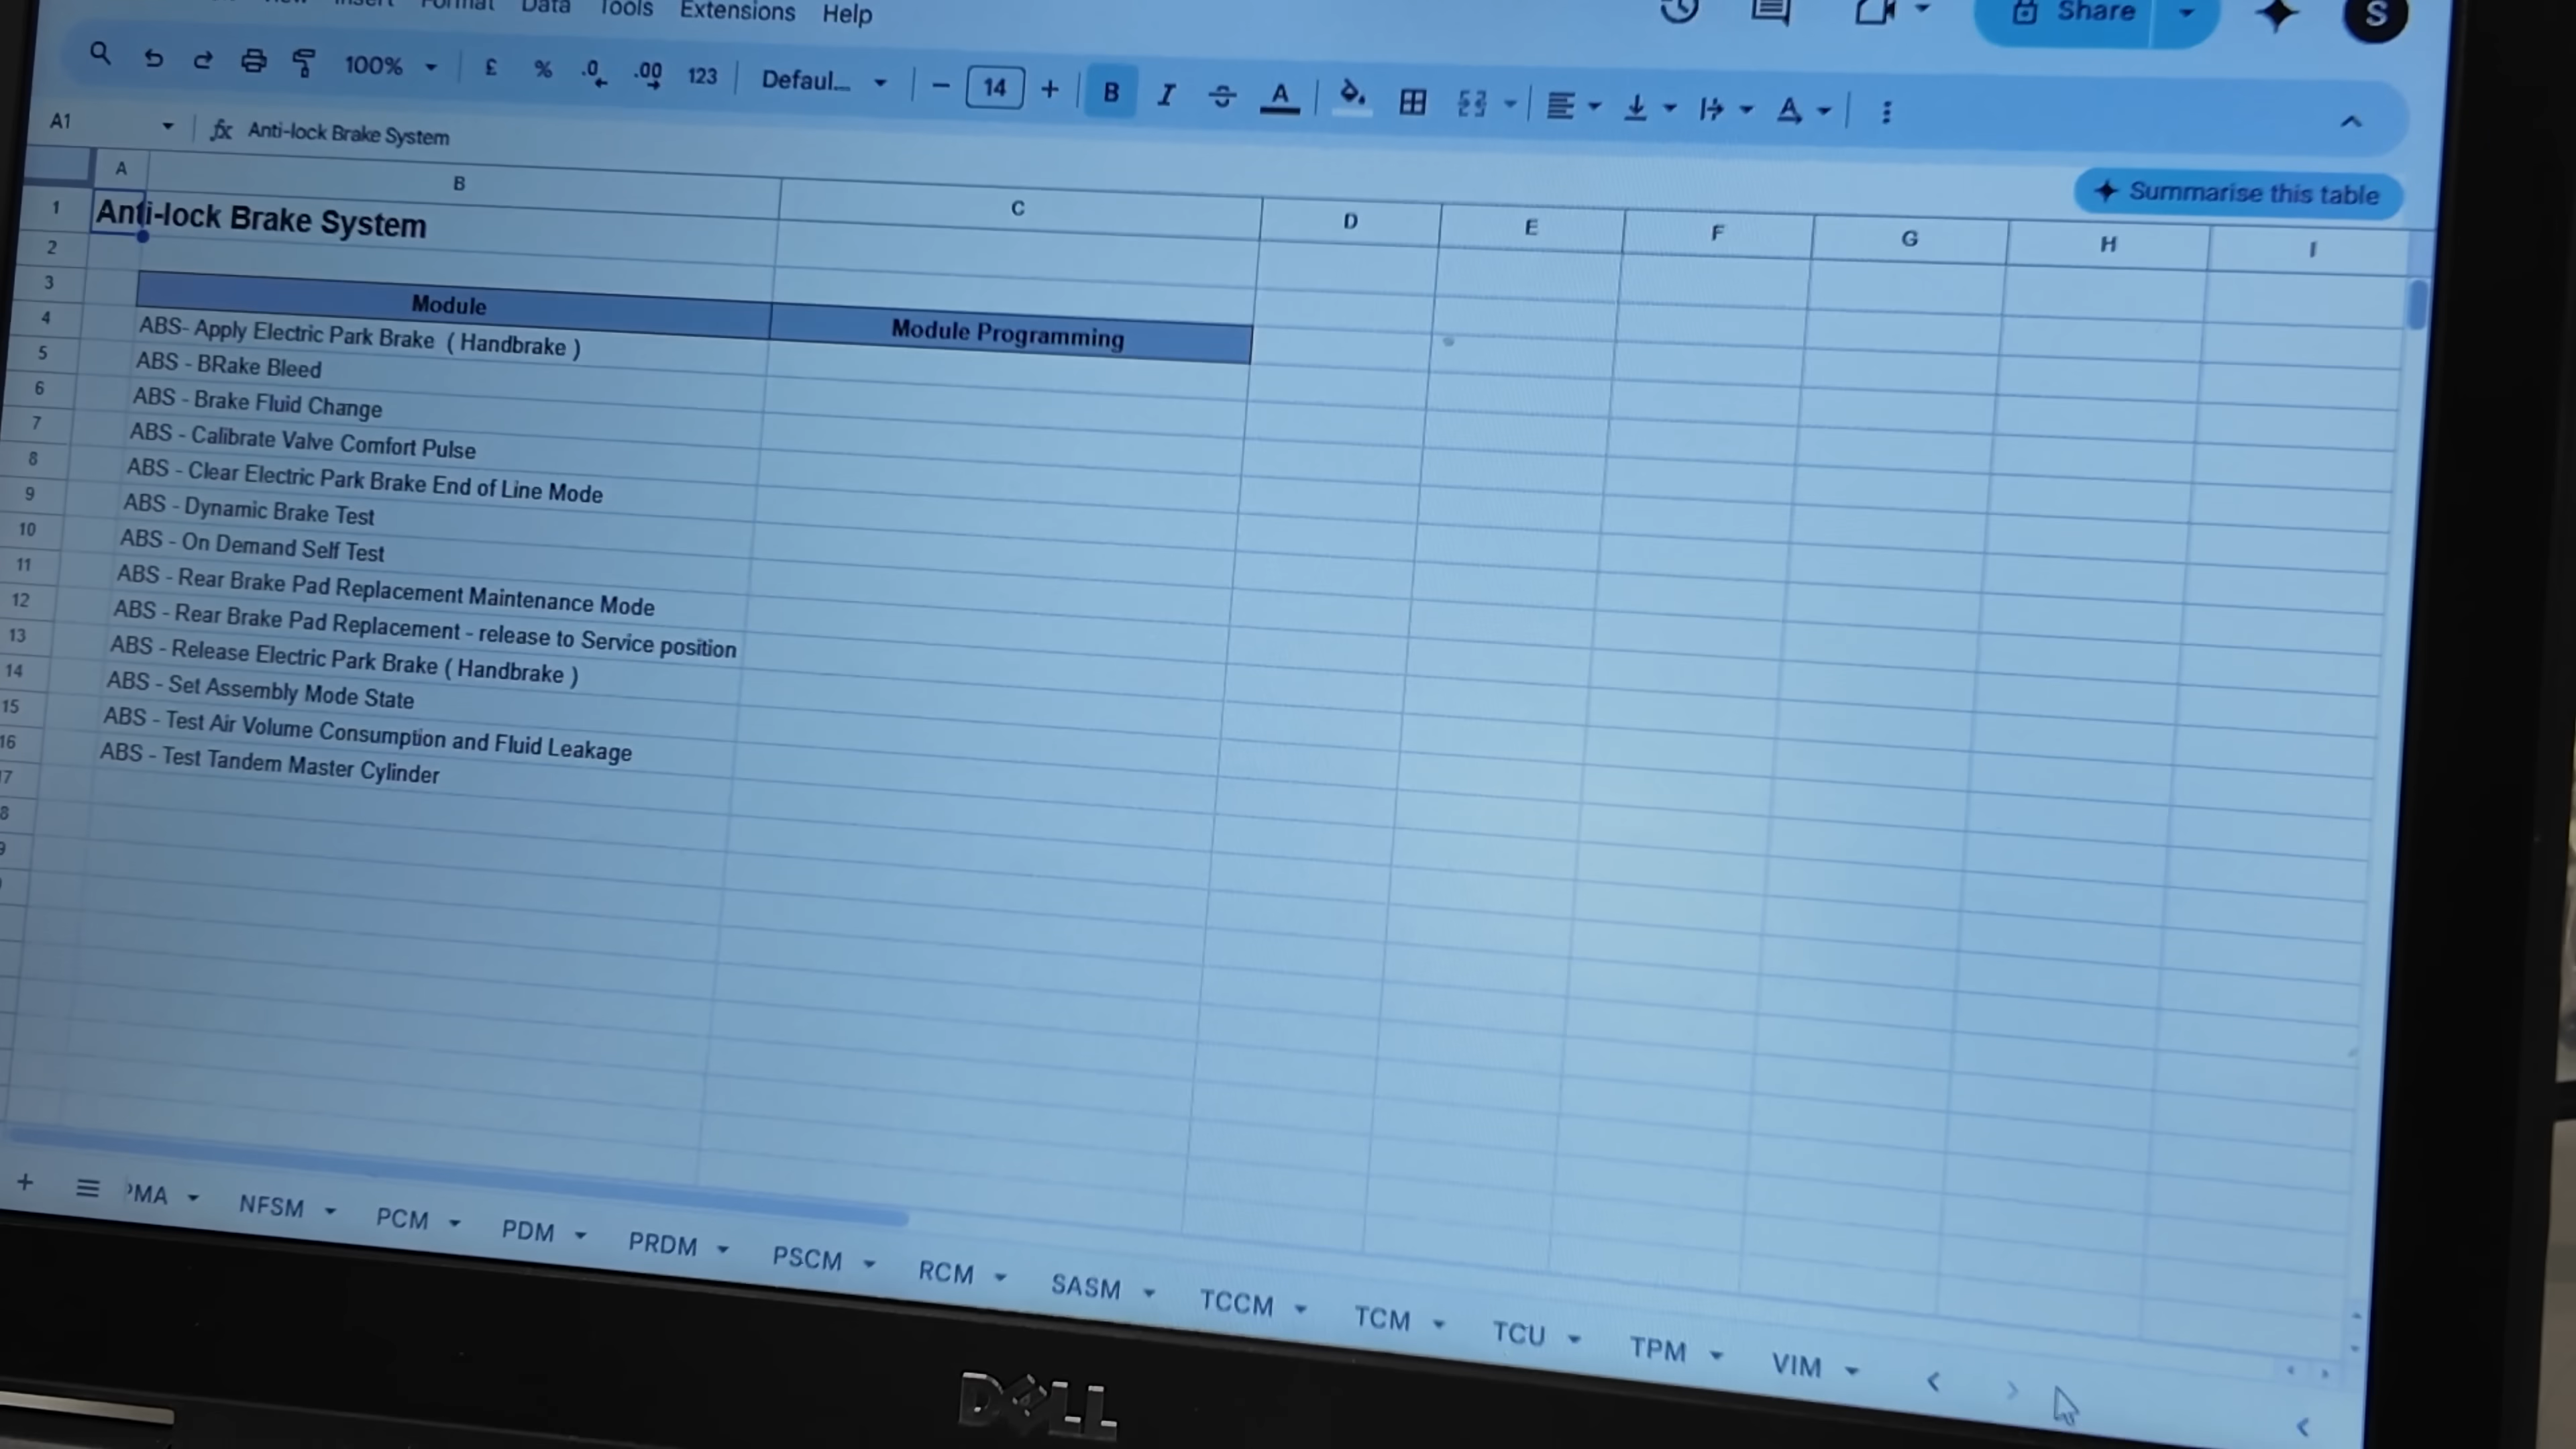 Format Data Tools Extensions Help
Share
S
100% £ % .0 .00 123 Defaul... 14 B I A A
A1 fx Anti-lock Brake System
Summarise this table
A B C D E F G H I
1 Anti-lock Brake System
2
3 Module Module Programming
4 ABS- Apply Electric Park Brake ( Handbrake )
5 ABS - BRake Bleed
6 ABS - Brake Fluid Change
7 ABS - Calibrate Valve Comfort Pulse
8 ABS - Clear Electric Park Brake End of Line Mode
9 ABS - Dynamic Brake Test
10 ABS - On Demand Self Test
11 ABS - Rear Brake Pad Replacement Maintenance Mode
12 ABS - Rear Brake Pad Replacement - release to Service position
13 ABS - Release Electric Park Brake ( Handbrake )
14 ABS - Set Assembly Mode State
15 ABS - Test Air Volume Consumption and Fluid Leakage
16 ABS - Test Tandem Master Cylinder
7
8
9
MA NFSM PCM PDM PRDM PSCM RCM SASM TCCM TCM TCU TPM VIM
DELL